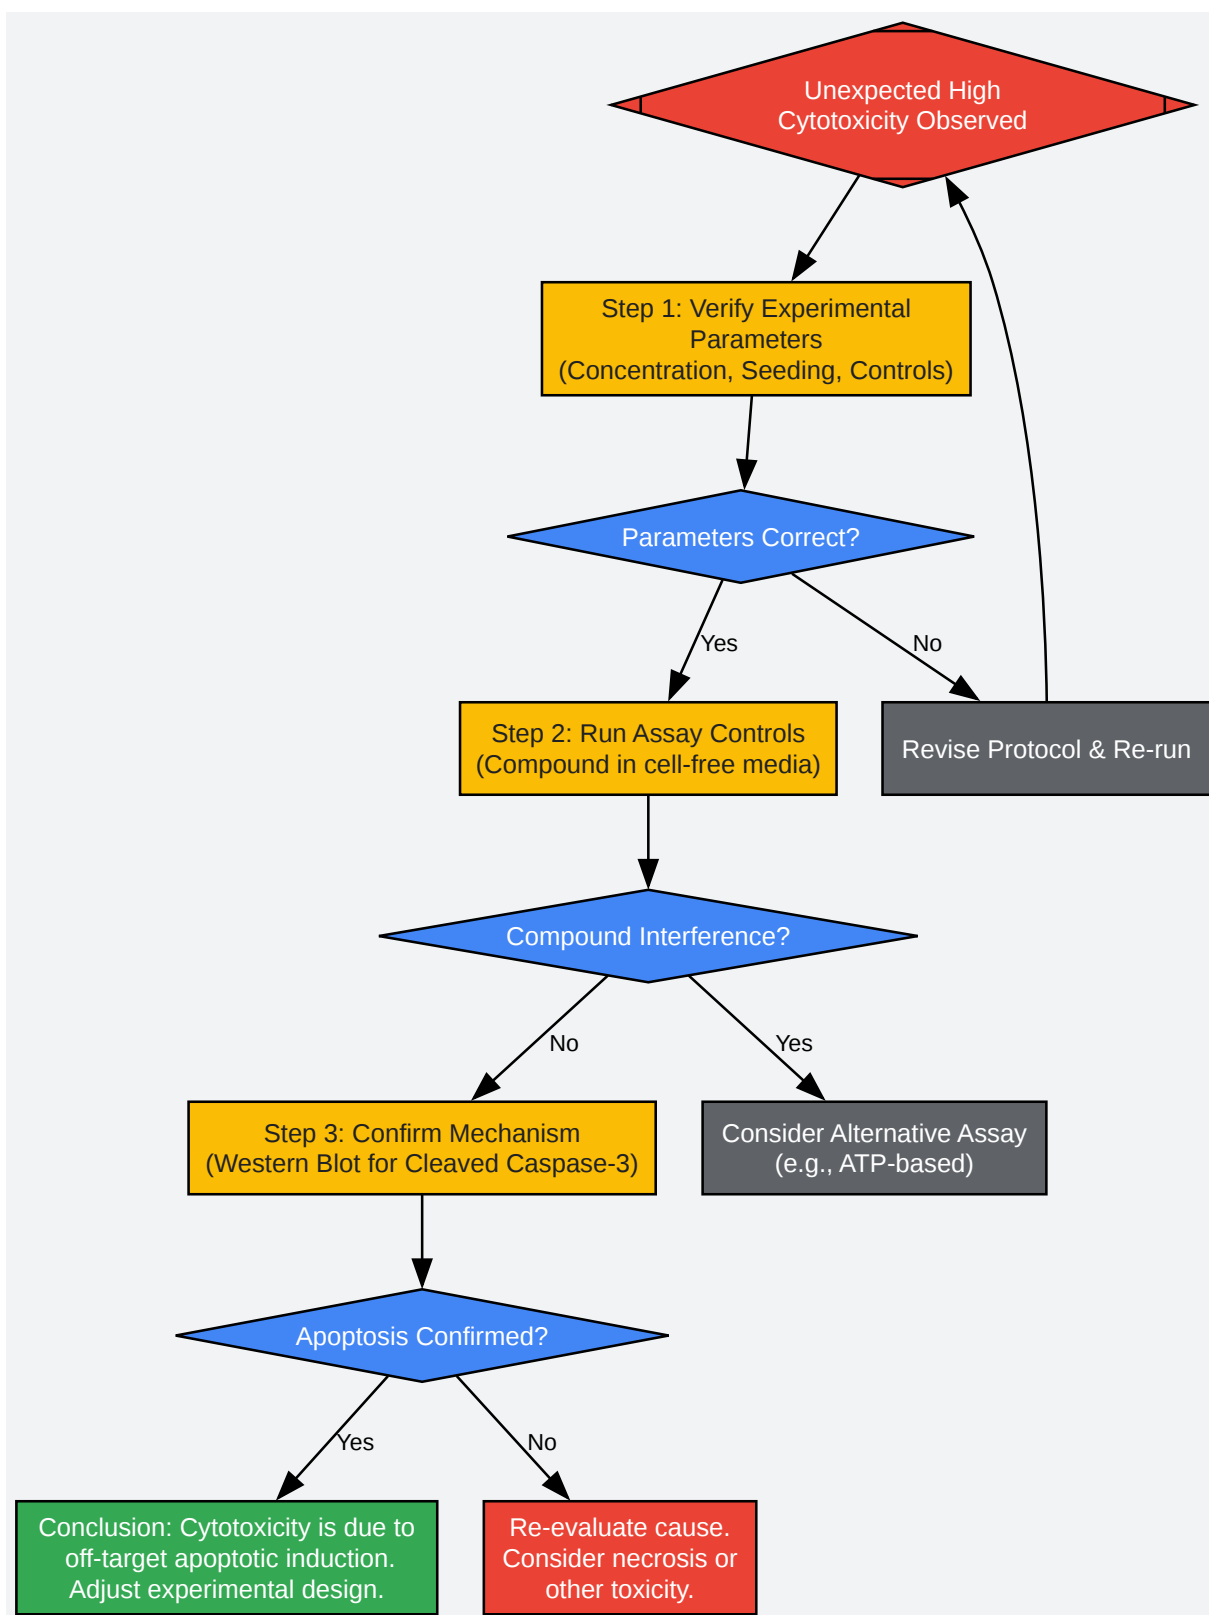 Unexpected High
Cytotoxicity Observed
Step 1: Verify Experimental
Parameters
(Concentration, Seeding, Controls)
Parameters Correct?
Yes
No
Step 2: Run Assay Controls
(Compound in cell-free media)
Revise Protocol & Re-run
Compound Interference?
No
Yes
Step 3: Confirm Mechanism
(Western Blot for Cleaved Caspase-3)
Consider Alternative Assay
(e.g., ATP-based)
Apoptosis Confirmed?
Yes
No
Conclusion: Cytotoxicity is due to
off-target apoptotic induction.
Adjust experimental design.
Re-evaluate cause.
Consider necrosis or
other toxicity.